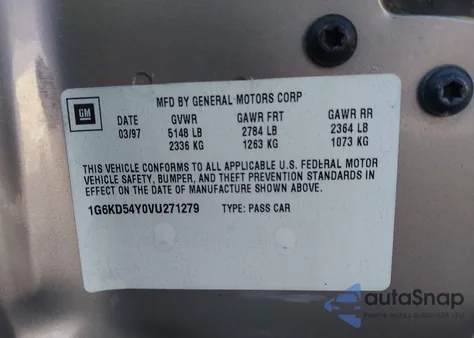 MFD BY GENERAL MOTORS CORP
GM
DATE GVWR GAWR FRT GAWR RR
03/97 5148 LB 2784 LB 2364 LB
2336 KG 1263 KG 1073 KG
THIS VEHICLE CONFORMS TO ALL APPLICABLE U.S. FEDERAL MOTOR
VEHICLE SAFETY, BUMPER, AND THEFT PREVENTION STANDARDS IN
EFFECT ON THE DATE OF MANUFACTURE SHOWN ABOVE.
1G6KD54Y0VU271279 TYPE: PASS CAR
autoSnap